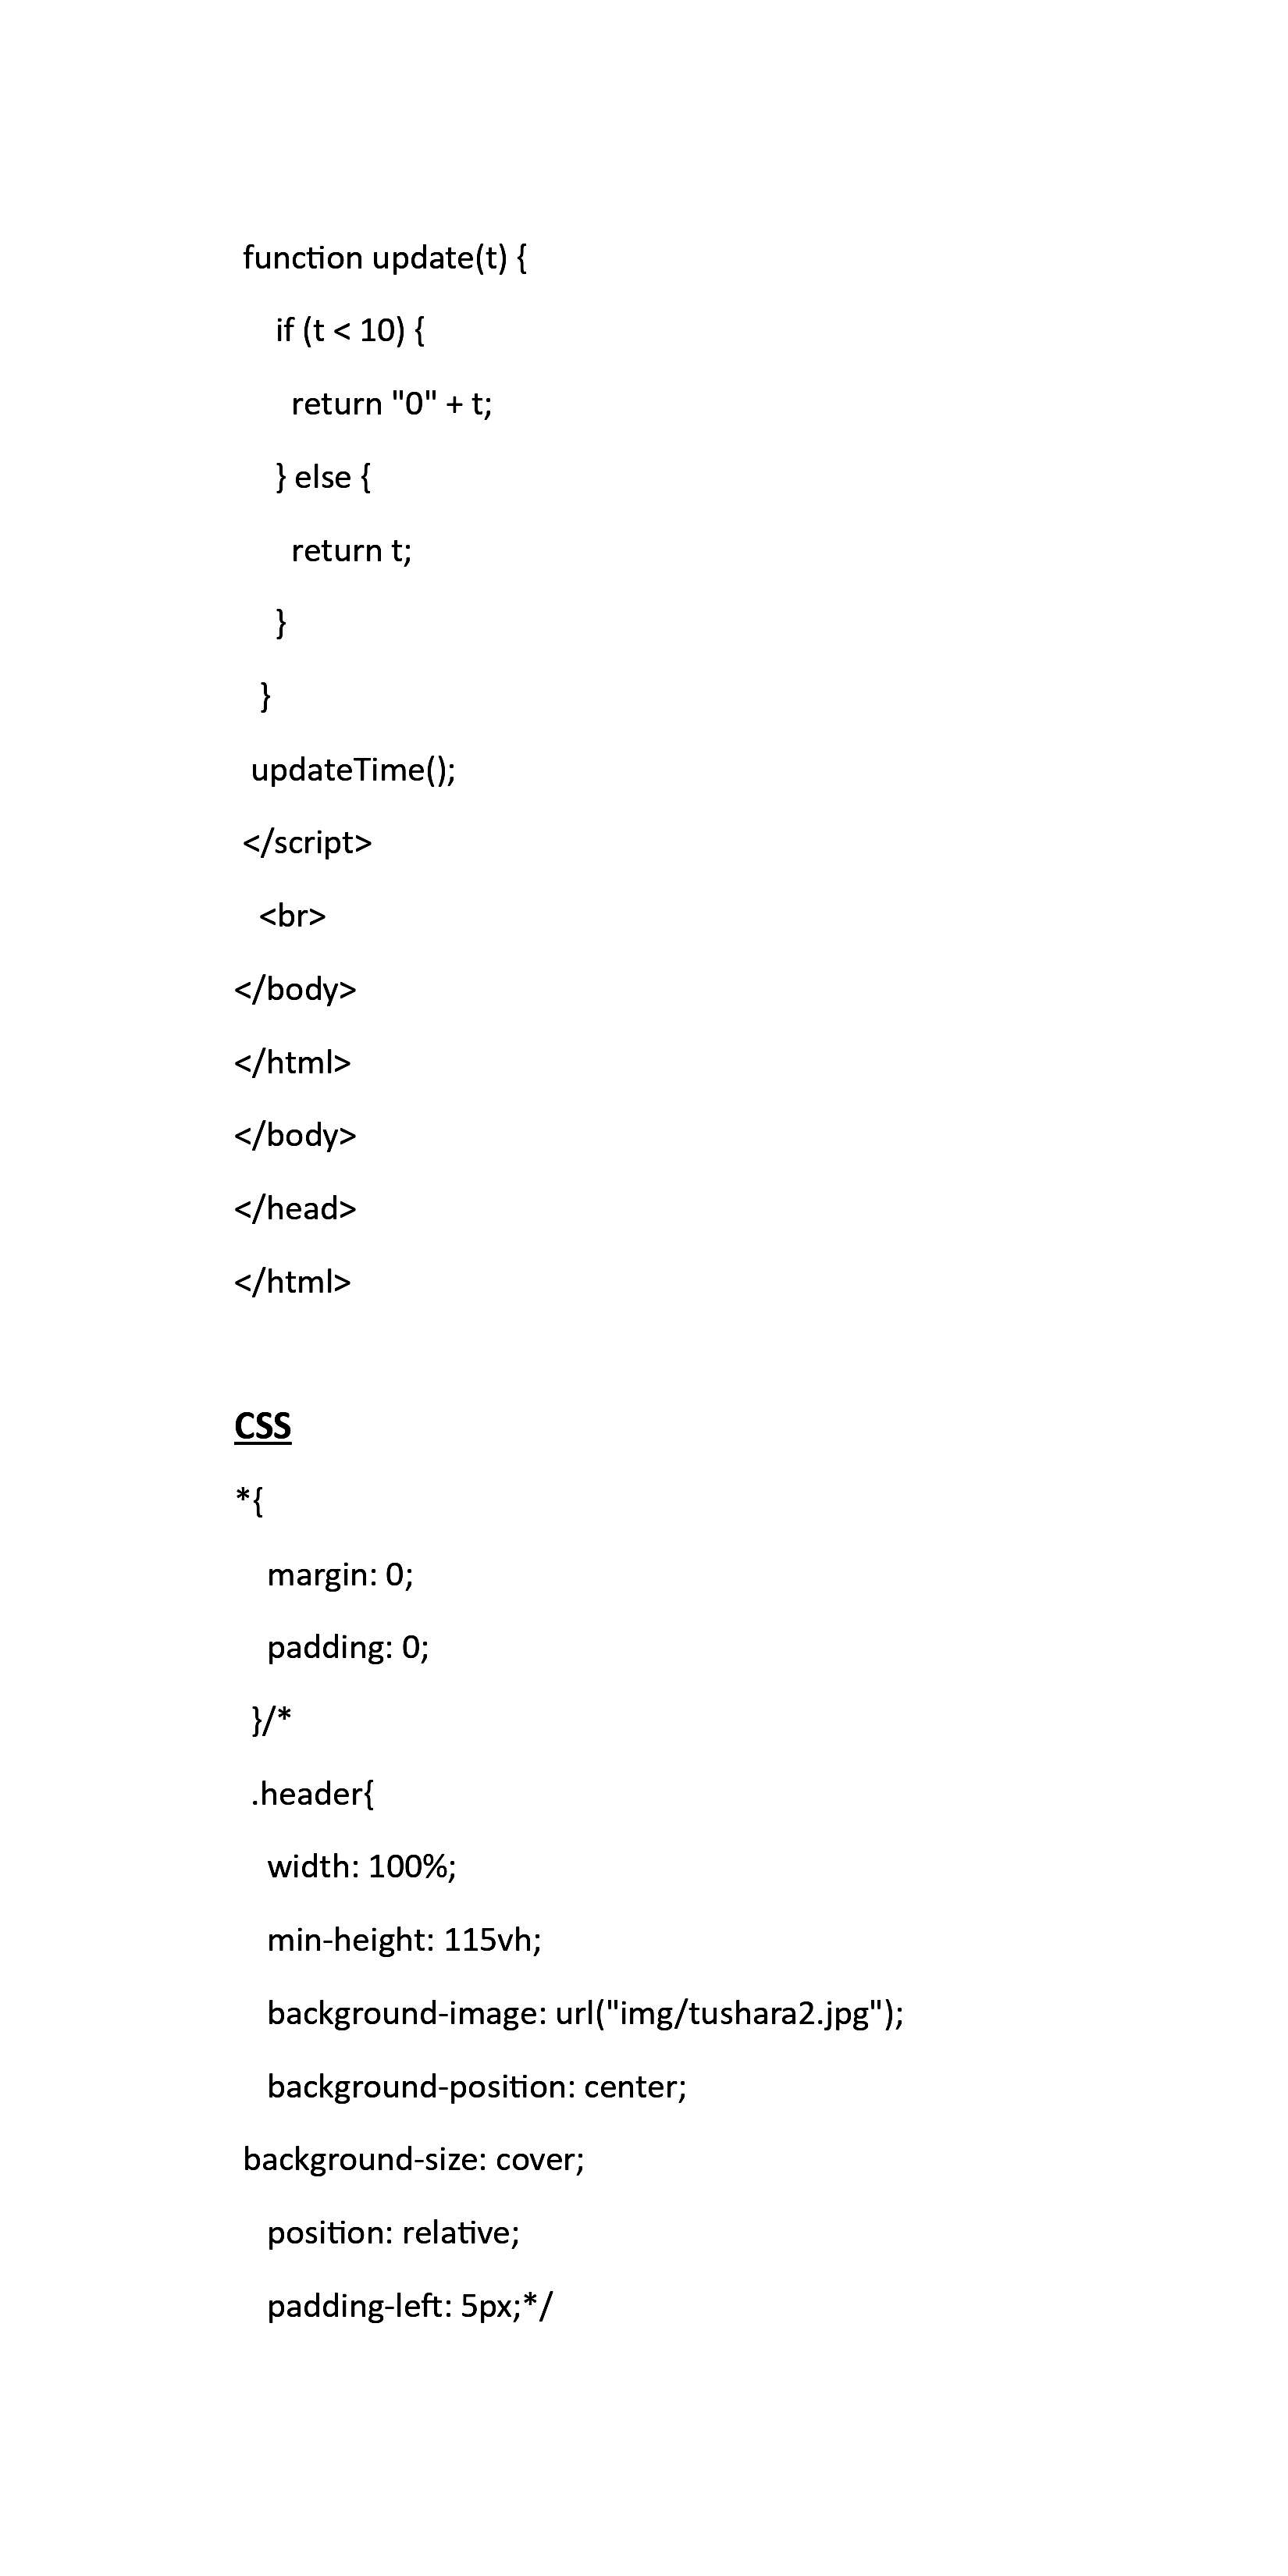 function update(t) {
if (t < 10) {
return "0" + t;
} else {
return t;
}
}
updateTime();
</script>
<br>
</body>
</html>
</body>
</head>
</html>
CSS
*{
margin: 0;
padding: 0;
}/*
.header{
width: 100%;
min-height: 115vh;
background-image: url("img/tushara2.jpg");
background-position: center;
background-size: cover;
position: relative;
padding-left: 5px;*/